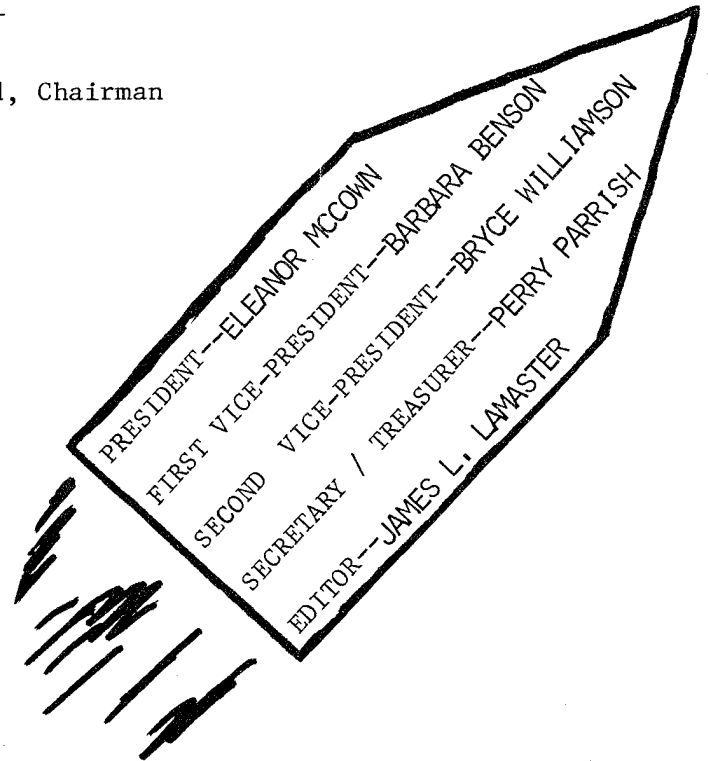 , Chairman
PRESIDENT--ELEANOR MCCOWN
FIRST VICE-PRESIDENT--BARBARA BENSON
SECOND VICE-PRESIDENT--BRYCE WILLIAMSON
SECRETARY / TREASURER--PERRY PARRISH
EDITOR--JAMES L. LAMASTER